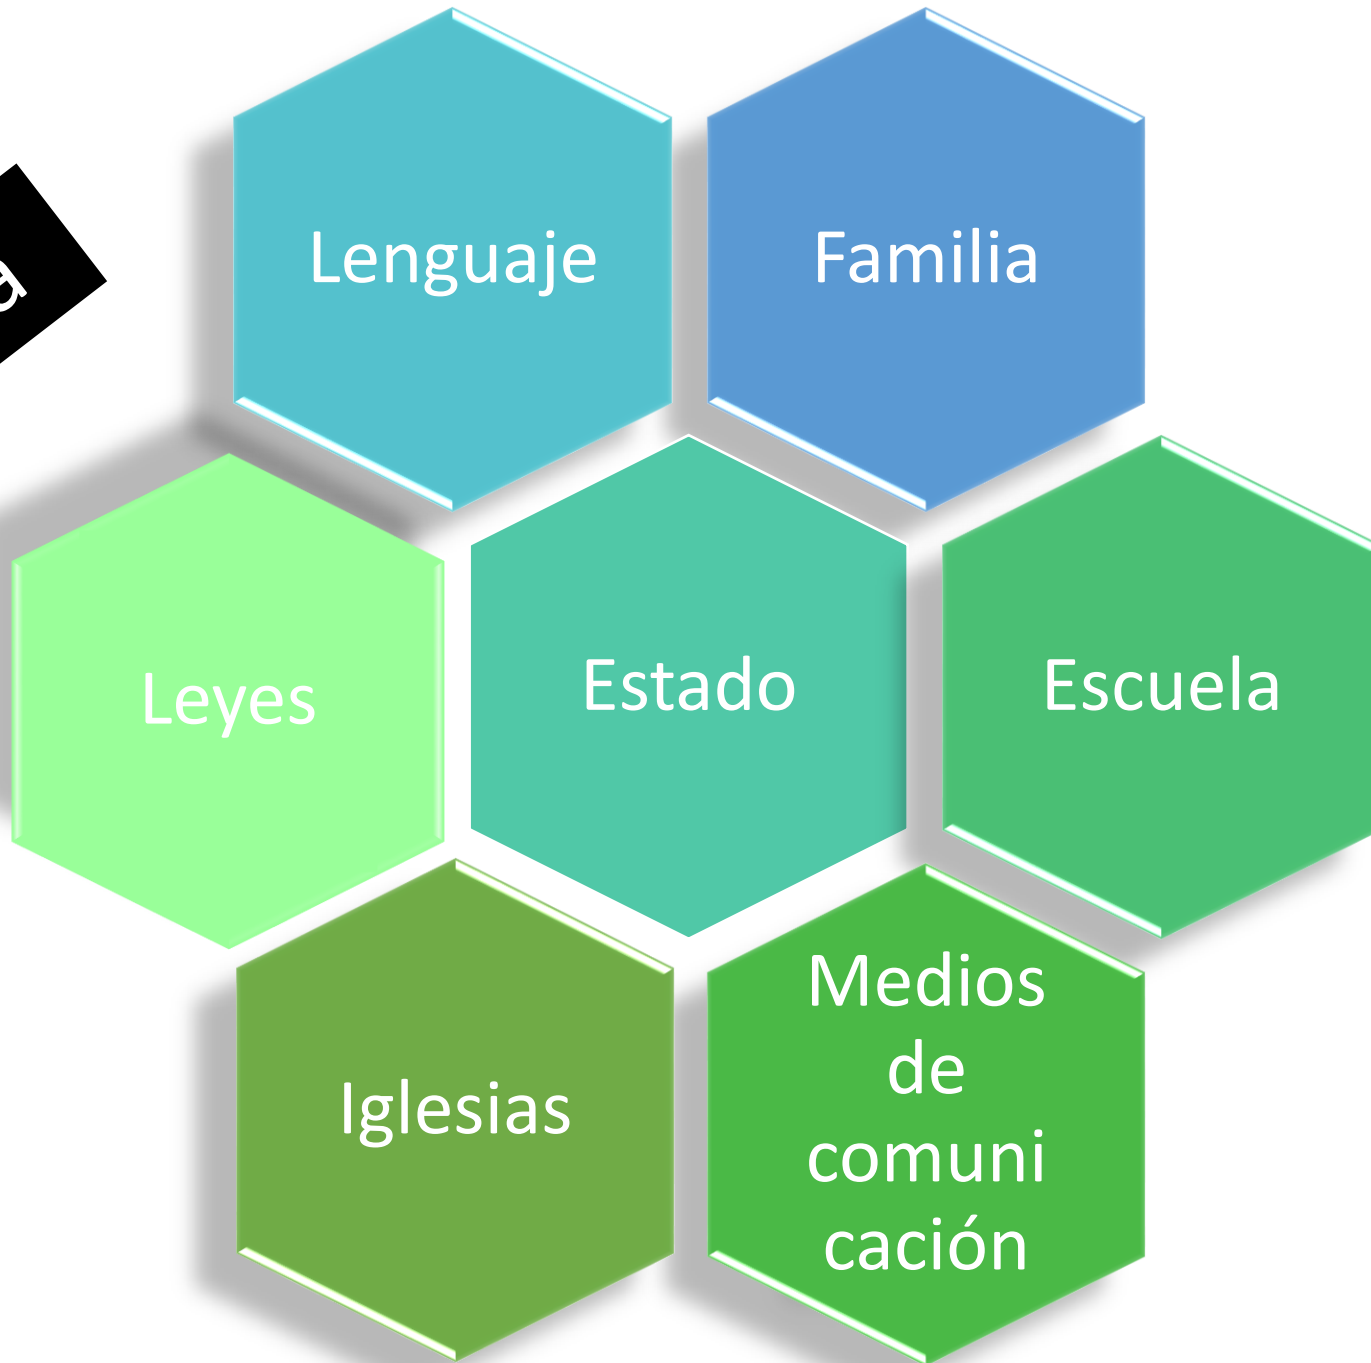 Lenguaje
Familia
Leyes
Estado
Escuela
Iglesias
Medios
de
comuni
cación